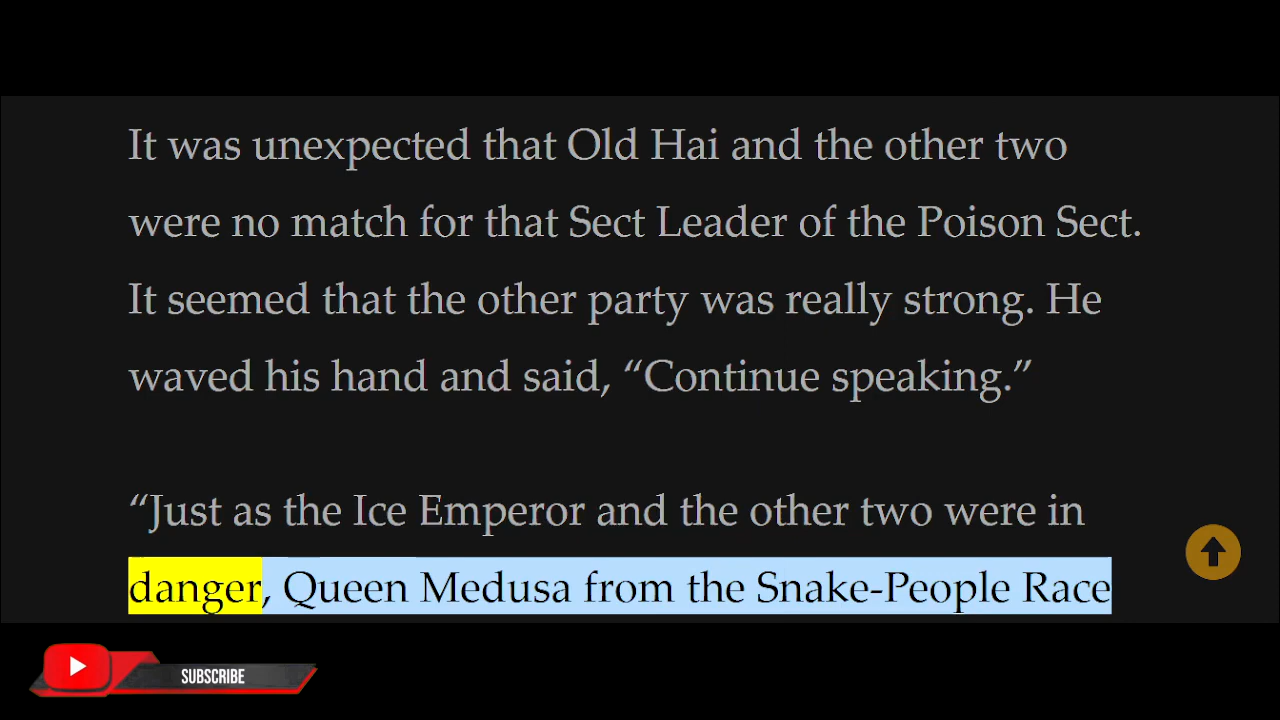 It was unexpected that Old Hai and the other two
were no match for that Sect Leader of the Poison Sect.
It seemed that the other party was really strong. He
waved his hand and said, “Continue speaking.”
“Just as the Ice Emperor and the other two were in
danger, Queen Medusa from the Snake-People Race
SUBSCRIBE